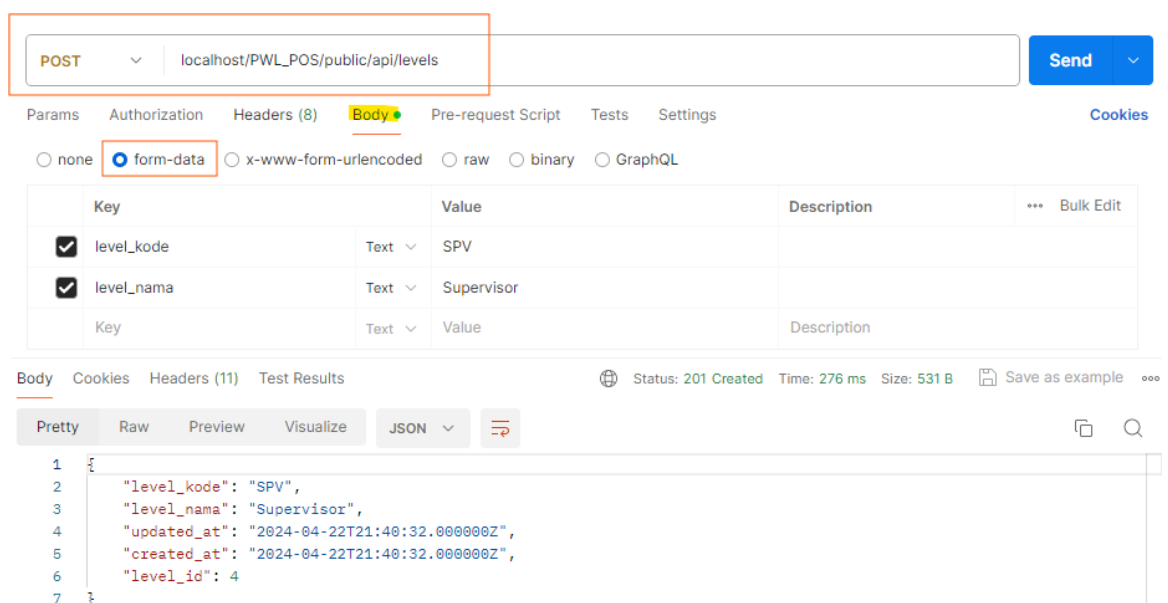 POST localhost/PWL_POS/public/api/levels Send
Params Authorization Headers (8) Body Pre-request Script Tests Settings Cookies
none form-data x-www-form-urlencoded raw binary GraphQL
Key Value Description Bulk Edit
level_kode Text SPV
level_nama Text Supervisor
Key Text Value Description
Body Cookies Headers (11) Test Results Status: 201 Created Time: 276 ms Size: 531 B Save as example
Pretty Raw Preview Visualize JSON
1 {
2 "level_kode": "SPV",
3 "level_nama": "Supervisor",
4 "updated_at": "2024-04-22T21:40:32.000000Z",
5 "created_at": "2024-04-22T21:40:32.000000Z",
6 "level_id": 4
7 }